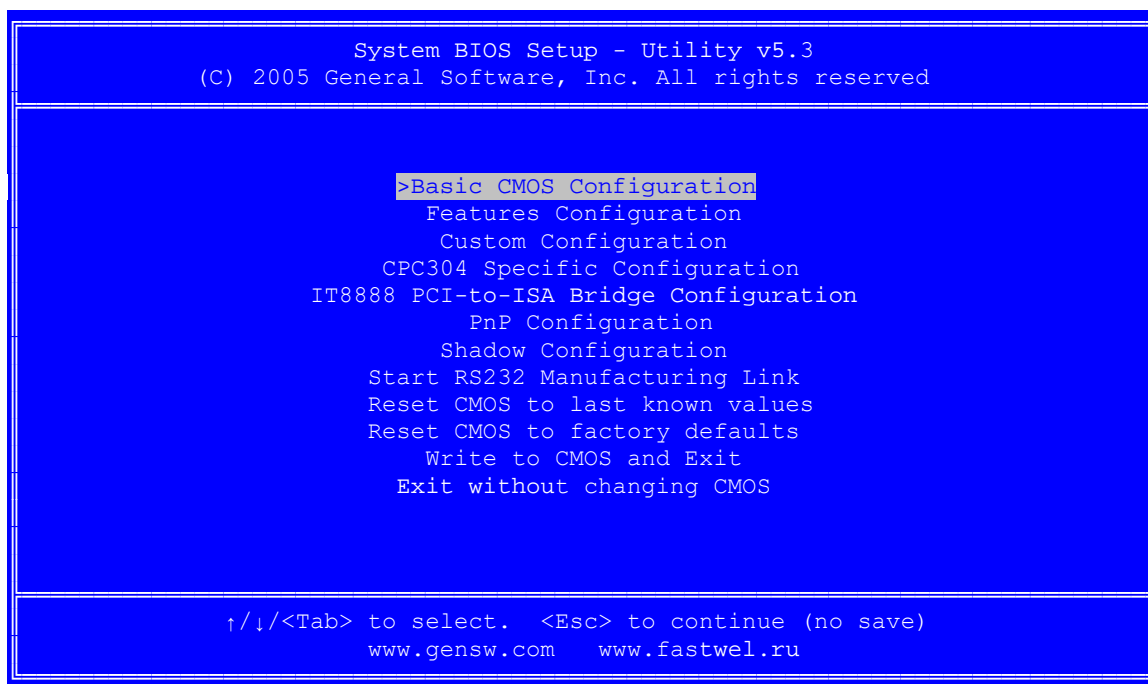 System BIOS Setup - Utility v5.3
(C) 2005 General Software, Inc. All rights reserved
>Basic CMOS Configuration
Features Configuration
Custom Configuration
CPC304 Specific Configuration
IT8888 PCI-to-ISA Bridge Configuration
PnP Configuration
Shadow Configuration
Start RS232 Manufacturing Link
Reset CMOS to last known values
Reset CMOS to factory defaults
Write to CMOS and Exit
Exit without changing CMOS
↑/↓/<Tab> to select. <Esc> to continue (no save)
www.gensw.com www.fastwel.ru